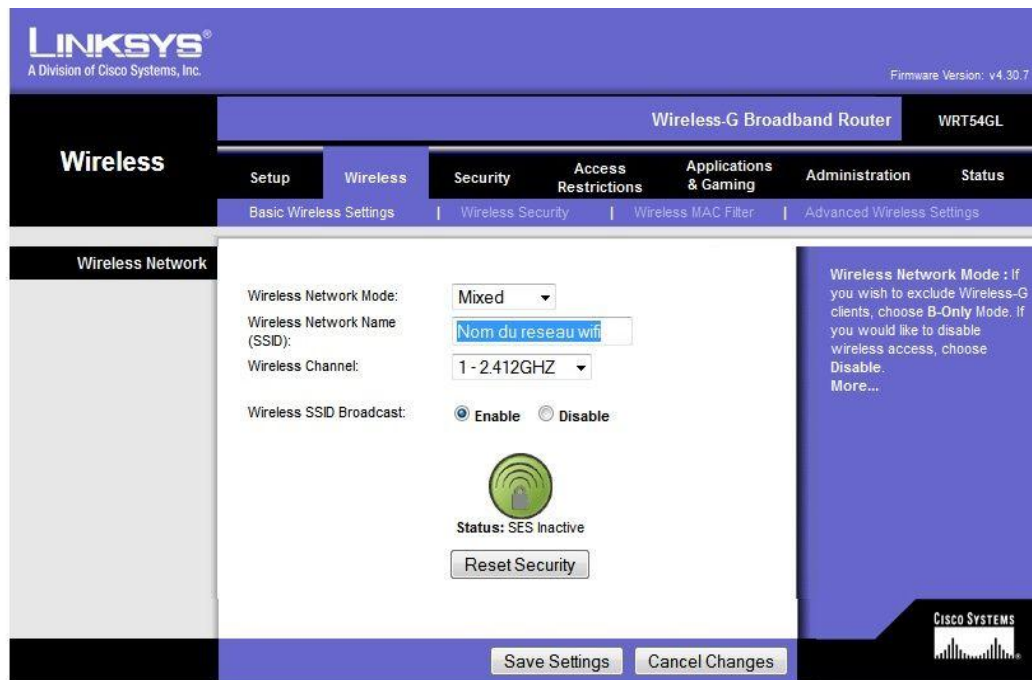 LINKSYS®
A Division of Cisco Systems, Inc.
Firmware Version: v4.30.7
Wireless-G Broadband Router
WRT54GL
Wireless
Setup
Wireless
Security
Access
Restrictions
Applications
& Gaming
Administration
Status
Basic Wireless Settings
|
Wireless Security
|
Wireless MAC Filter
|
Advanced Wireless Settings
Wireless Network
Wireless Network Mode:
Mixed
Wireless Network Name
(SSID):
Nom du reseau wifi
Wireless Channel:
1 - 2.412GHZ
Wireless SSID Broadcast:
Enable
Disable
Status: SES Inactive
Reset Security
Wireless Network Mode : If
you wish to exclude Wireless-G
clients, choose B-Only Mode. If
you would like to disable
wireless access, choose
Disable.
More...
Save Settings
Cancel Changes
CISCO SYSTEMS